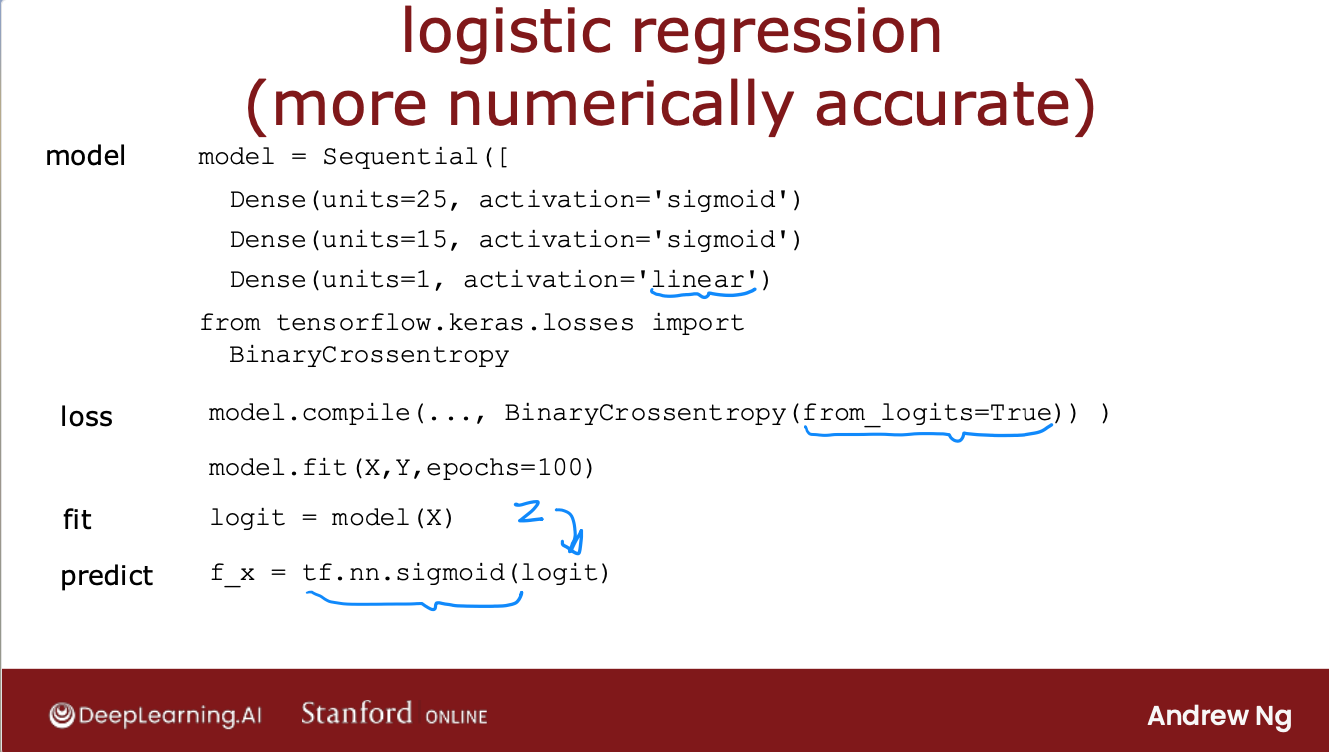 logistic regression
(more numerically accurate)
model model = Sequential([
Dense(units=25, activation='sigmoid')
Dense(units=15, activation='sigmoid')
Dense(units=1, activation='linear')
from tensorflow.keras.losses import
BinaryCrossentropy
loss model.compile(..., BinaryCrossentropy(from_logits=True)) )
model.fit(X,Y,epochs=100)
fit logit = model(X) z
predict f_x = tf.nn.sigmoid(logit)
DeepLearning.AI Stanford ONLINE Andrew Ng